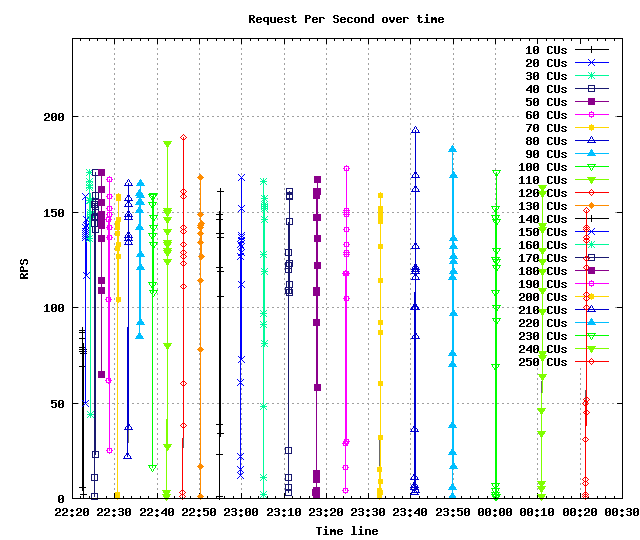 Request Per Second over time
10 CUs
20 CUs
30 CUs
40 CUs
50 CUs
60 CUs
70 CUs
80 CUs
90 CUs
100 CUs
110 CUs
120 CUs
130 CUs
140 CUs
150 CUs
160 CUs
170 CUs
180 CUs
190 CUs
200 CUs
210 CUs
220 CUs
230 CUs
240 CUs
250 CUs
200
150
100
50
0
RPS
22:20 22:30 22:40 22:50 23:00 23:10 23:20 23:30 23:40 23:50 00:00 00:10 00:20 00:30
Time line